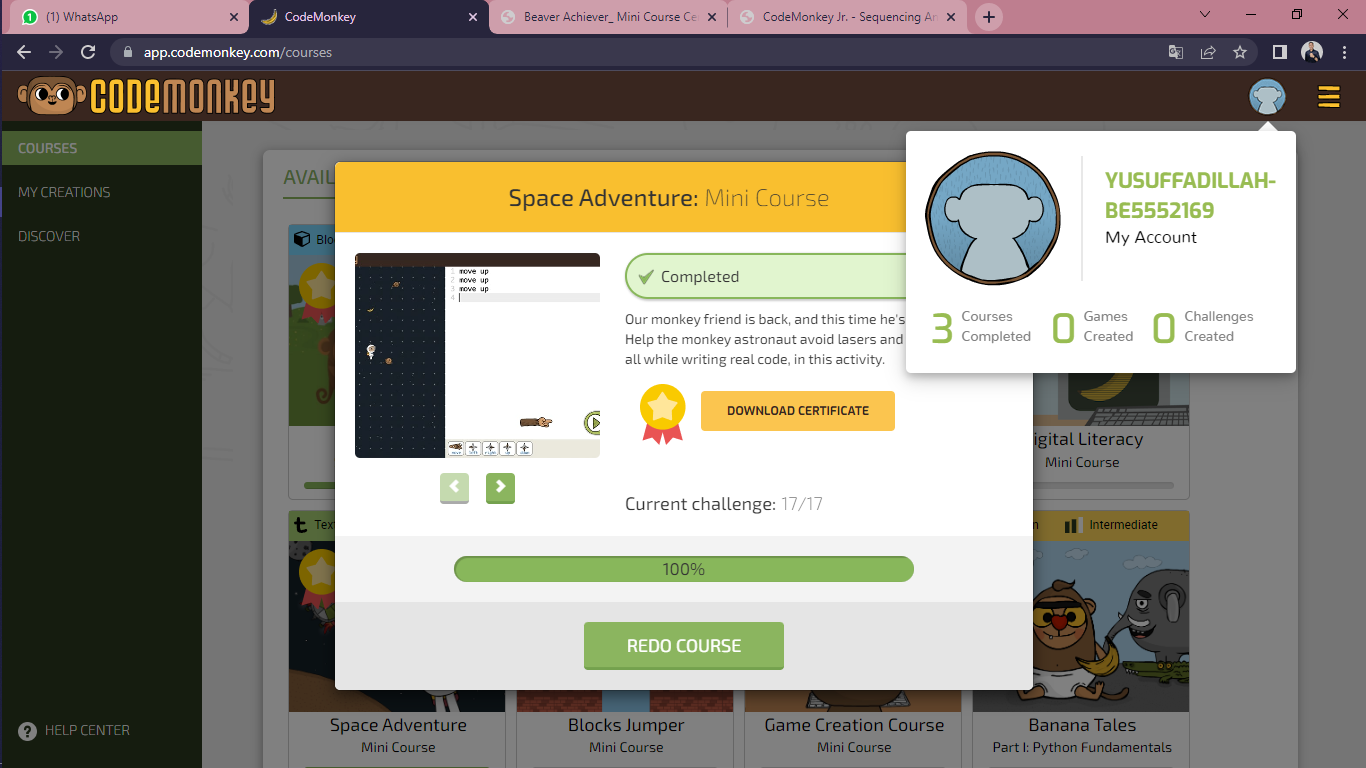 (1) WhatsApp
CodeMonkey
Beaver Achiever_ Mini Course Ce
CodeMonkey Jr. - Sequencing An
app.codemonkey.com/courses
CODEMONKEY
COURSES
MY CREATIONS
DISCOVER
HELP CENTER
AVAIL
Space Adventure: Mini Course
YUSUFFADILLAH-
BE5552169
My Account
3 Courses Completed
0 Games Created
0 Challenges Created
1 move up
2 move up
3 move up
4
Completed
Our monkey friend is back, and this time he's
Help the monkey astronaut avoid lasers and
all while writing real code, in this activity.
DOWNLOAD CERTIFICATE
Current challenge: 17/17
100%
REDO COURSE
Blo
igital Literacy
Mini Course
t Text
Intermediate
Space Adventure
Mini Course
Blocks Jumper
Mini Course
Game Creation Course
Mini Course
Banana Tales
Part I: Python Fundamentals